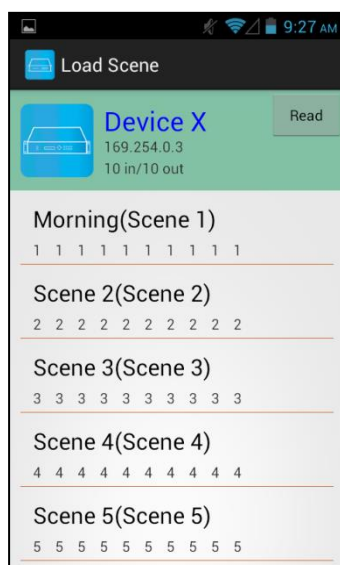 9:27 AM
Load Scene
Device X
Read
169.254.0.3
10 in/10 out
Morning(Scene 1)
1 1 1 1 1 1 1 1 1 1
Scene 2(Scene 2)
2 2 2 2 2 2 2 2 2 2
Scene 3(Scene 3)
3 3 3 3 3 3 3 3 3 3
Scene 4(Scene 4)
4 4 4 4 4 4 4 4 4 4
Scene 5(Scene 5)
5 5 5 5 5 5 5 5 5 5